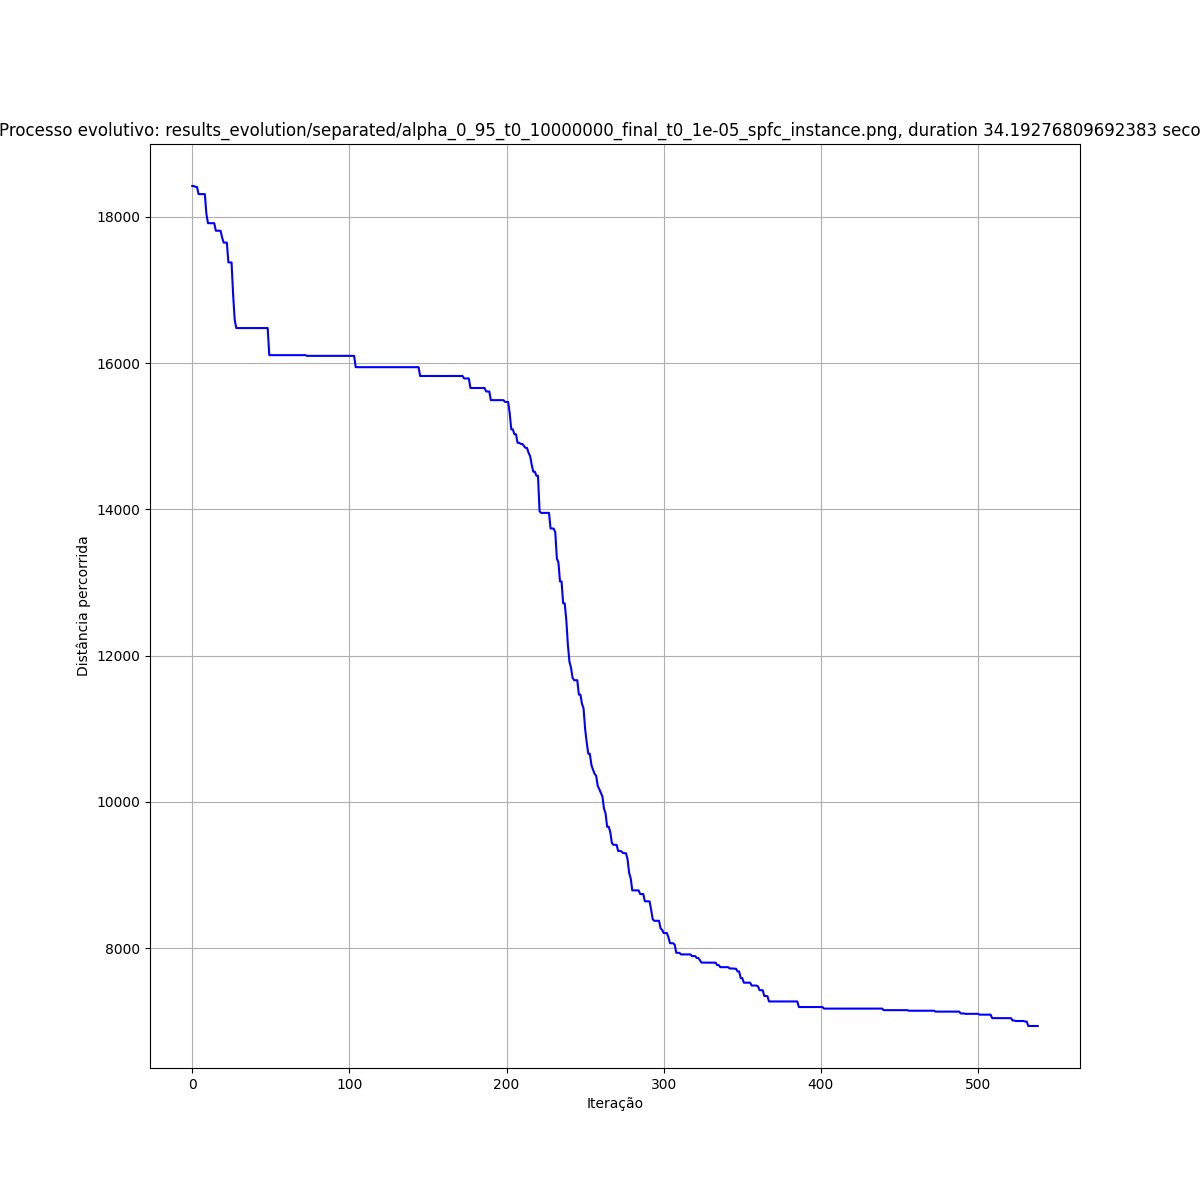 Processo evolutivo: results_evolution/separated/alpha_0_95_t0_10000000_final_t0_1e-05_spfc_instance.png, duration 34.19276809692383 seco
18000
16000
14000
12000
10000
8000
Distância percorrida
0 100 200 300 400 500
Iteração